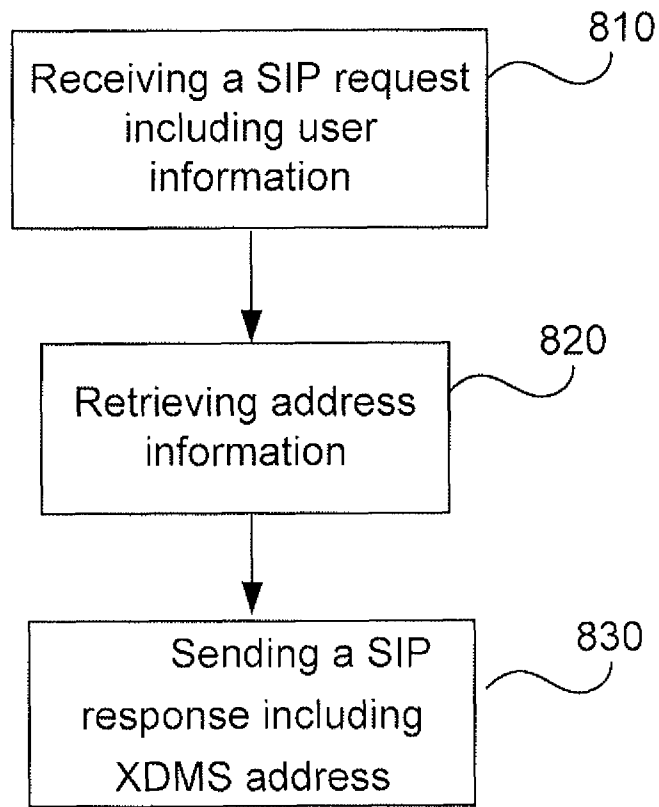 810
Receiving a SIP request
including user
information
820
Retrieving address
information
830
Sending a SIP
response including
XDMS address